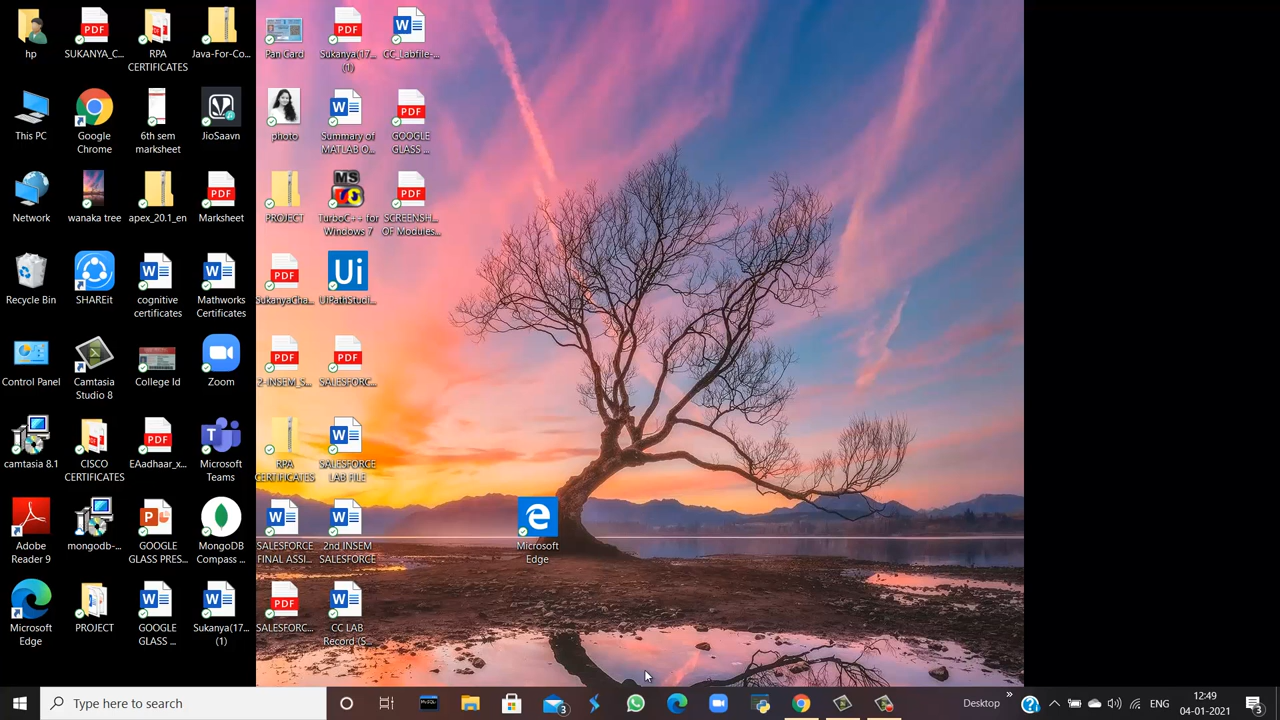 hp
SUKANYA_C...
RPA
CERTIFICATES
Java-For-Co...
Pan Card
Sukanya(17...
(1)
CC_Labfile-...
This PC
Google
Chrome
6th sem
marksheet
JioSaavn
photo
Summary of
MATLAB O...
GOOGLE
GLASS ...
Network
wanaka tree
apex_20.1_en
Marksheet
PROJECT
TurboC++ for
Windows 7
SCREENSH...
OF Modules...
Recycle Bin
SHAREit
cognitive
certificates
Mathworks
Certificates
SukanyaCha...
UiPathStudi...
Control Panel
Camtasia
Studio 8
College Id
Zoom
2-INSEM_S...
SALESFORC...
camtasia 8.1
CISCO
CERTIFICATES
EAadhaar_x...
Microsoft
Teams
RPA
CERTIFICATES
SALESFORCE
LAB FILE
Adobe
Reader 9
mongodb-...
GOOGLE
GLASS PRES...
MongoDB
Compass ...
SALESFORCE
FINAL ASSI...
2nd INSEM
SALESFORCE
Microsoft
Edge
Microsoft
Edge
PROJECT
GOOGLE
GLASS ...
Sukanya(17...
(1)
SALESFORC...
CC LAB
Record (S...
Type here to search
Desktop
ENG
12:49
04-01-2021